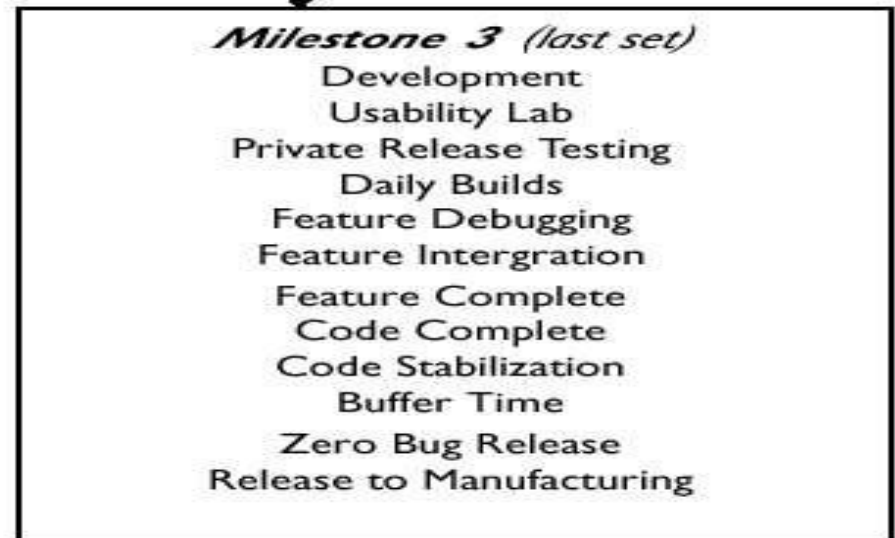 Milestone 3 (last set)
Development
Usability Lab
Private Release Testing
Daily Builds
Feature Debugging
Feature Intergration
Feature Complete
Code Complete
Code Stabilization
Buffer Time
Zero Bug Release
Release to Manufacturing